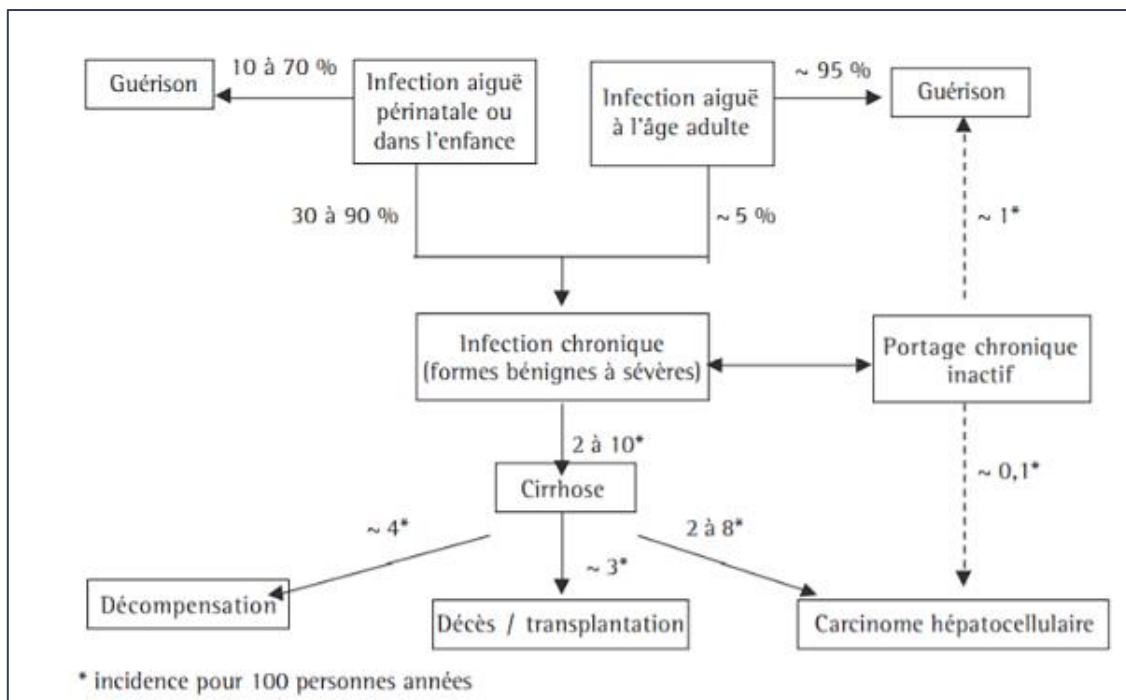 Guérison
10 à 70 %
Infection aiguë
périnatale ou
dans l'enfance
Infection aiguë
à l'âge adulte
~ 95 %
Guérison
30 à 90 %
~ 5 %
~ 1*
Infection chronique
(formes bénignes à sévères)
Portage chronique
inactif
2 à 10*
~ 0,1*
Cirrhose
~ 4*
~ 3*
2 à 8*
Décompensation
Décès / transplantation
Carcinome hépatocellulaire
* incidence pour 100 personnes années